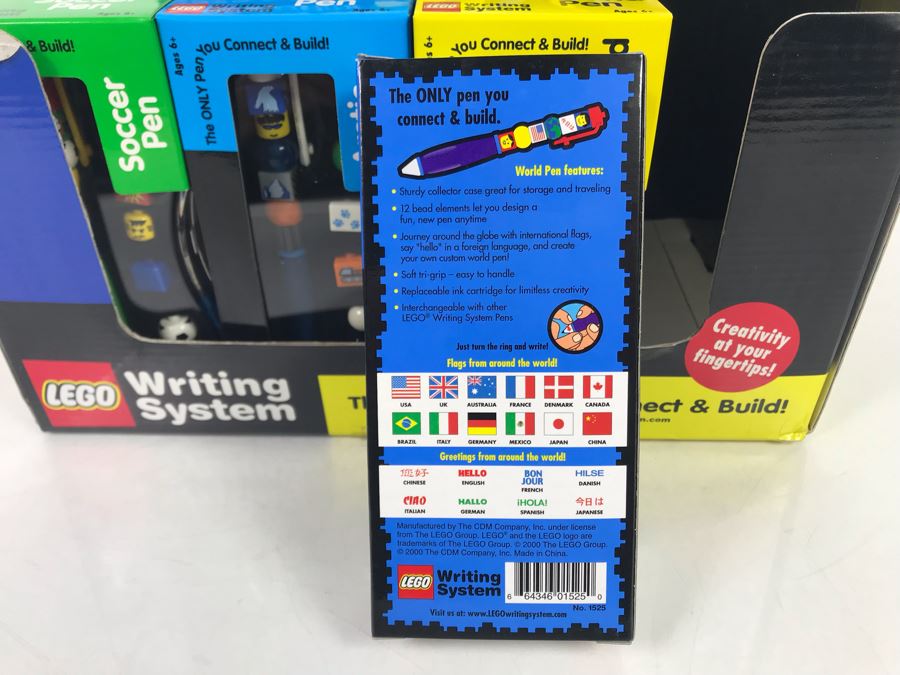 & Build!
Soccer Pen
LEGO Writing System
Pen
Ages 6+
The ONLY Pen You Connect & Build!
LEGO Writing System
Pen
Ages 6+
You Connect & Build!
The ONLY pen you
connect & build.
World Pen features:
• Sturdy collector case great for storage and traveling
• 12 bead elements let you design a
fun, new pen anytime
• Journey around the globe with international flags,
say "hello" in a foreign language, and create
your own custom world pen!
• Soft tri-grip – easy to handle
• Replaceable ink cartridge for limitless creativity
• Interchangeable with other
LEGO® Writing System Pens
Just turn the ring and write!
Flags from around the world!
USA UK AUSTRALIA FRANCE DENMARK CANADA
BRAZIL ITALY GERMANY MEXICO JAPAN CHINA
Greetings from around the world!
HELLO BON JOUR HILSE
CHINESE ENGLISH FRENCH DANISH
CIAO HALLO ¡HOLA! 今日は
ITALIAN GERMAN SPANISH JAPANESE
Manufactured by The CDM Company, Inc. under license
from The LEGO Group. LEGO® and the LEGO logo are
trademarks of The LEGO Group. © 2000 The LEGO Group.
© 2000 The CDM Company, Inc. Made in China.
LEGO Writing System
6 64346 01525 0
No. 1525
Visit us at: www.LEGOwritingsystem.com
Creativity
at your
fingertips!
LEGO Writing
System
ect & Build!
m.com